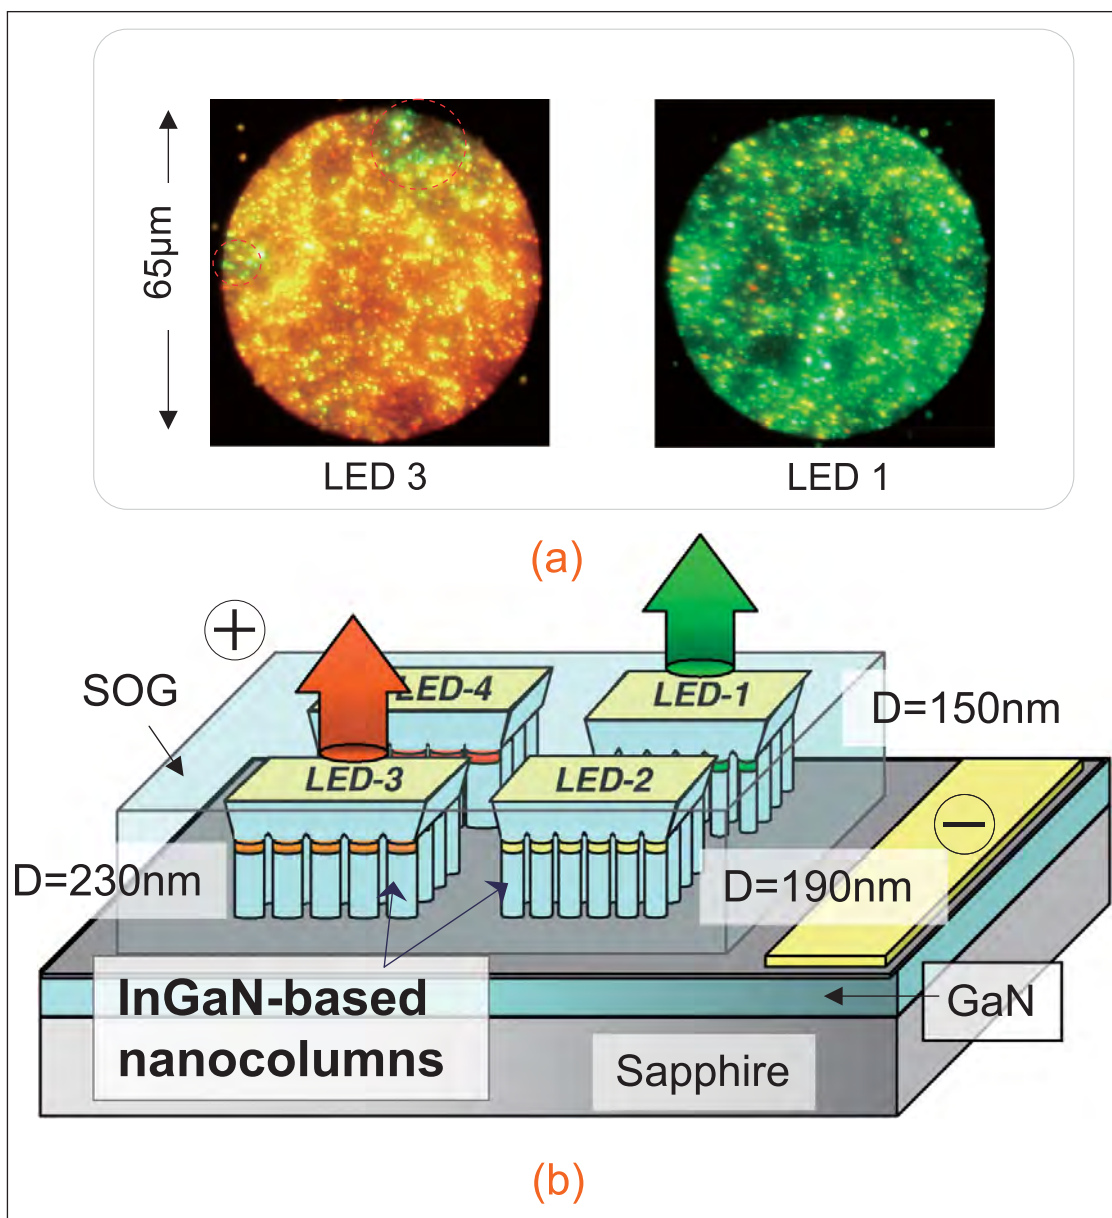 65μm
LED 3
LED 1
(a)
+
SOG
LED-4
LED-1
D=150nm
LED-3
LED-2
−
D=230nm
D=190nm
InGaN-based
nanocolumns
GaN
Sapphire
(b)